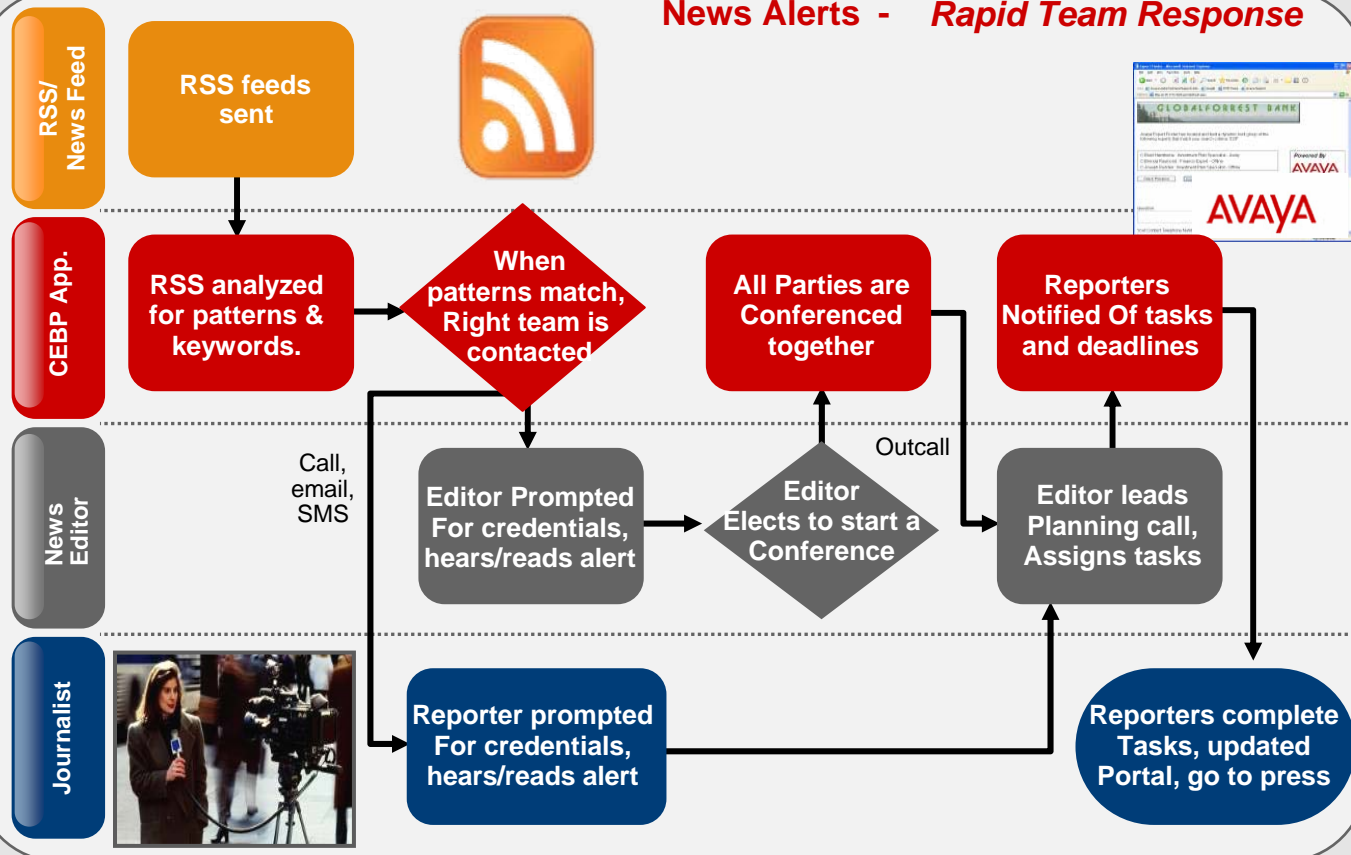 News Alerts - Rapid Team Response
RSS/
News Feed
RSS feeds
sent
GLOBALFORREST BANK
Powered By
AVAYA
AVAYA
CEBP App.
RSS analyzed
for patterns &
keywords.
When
patterns match,
Right team is
contacted
All Parties are
Conferenced
together
Reporters
Notified Of tasks
and deadlines
News
Editor
Call,
email,
SMS
Editor Prompted
For credentials,
hears/reads alert
Editor
Elects to start a
Conference
Outcall
Editor leads
Planning call,
Assigns tasks
Journalist
Reporter prompted
For credentials,
hears/reads alert
Reporters complete
Tasks, updated
Portal, go to press